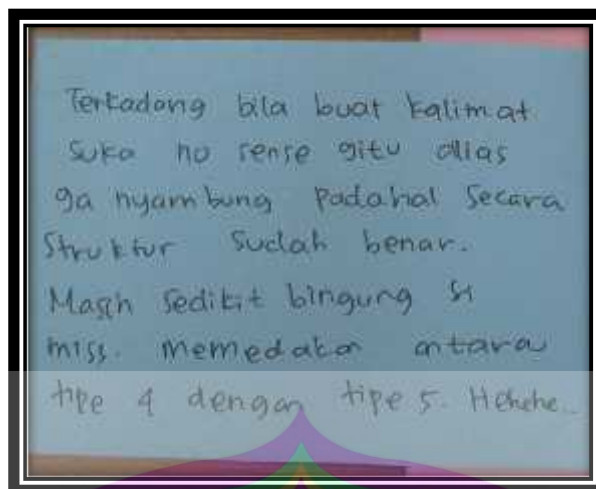 Terkadang bila buat kalimat
suka no sense gitu alias
ga nyambung padahal secara
struktur sudah benar.
Masih sedikit bingung si
miss. Memedakan antara
tipe 4 dengan tipe 5. Hehehe..